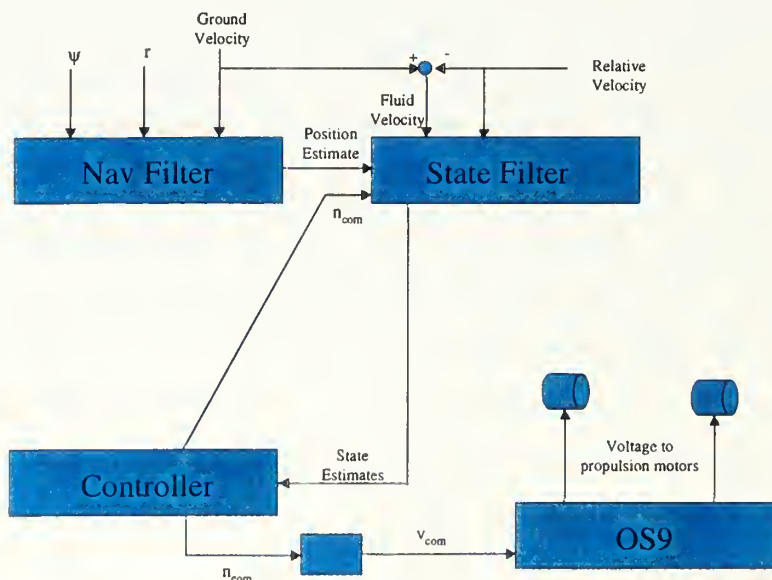 Ground
Velocity
ψ
r
+
-
Relative
Velocity
Fluid
Velocity
Position
Estimate
Nav Filter
State Filter
n_com
State
Estimates
Controller
Voltage to
propulsion motors
n_com
v_com
OS9